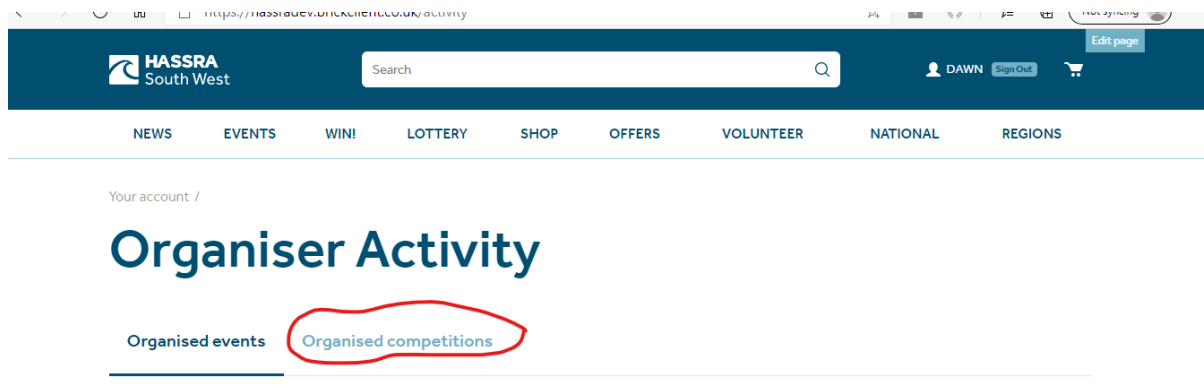 https://hassradev.brickclient.co.uk/activity
Not syncing
Edit page
HASSRA
South West
Search
DAWN Sign Out
NEWS EVENTS WIN! LOTTERY SHOP OFFERS VOLUNTEER NATIONAL REGIONS
Your account /
Organiser Activity
Organised events Organised competitions